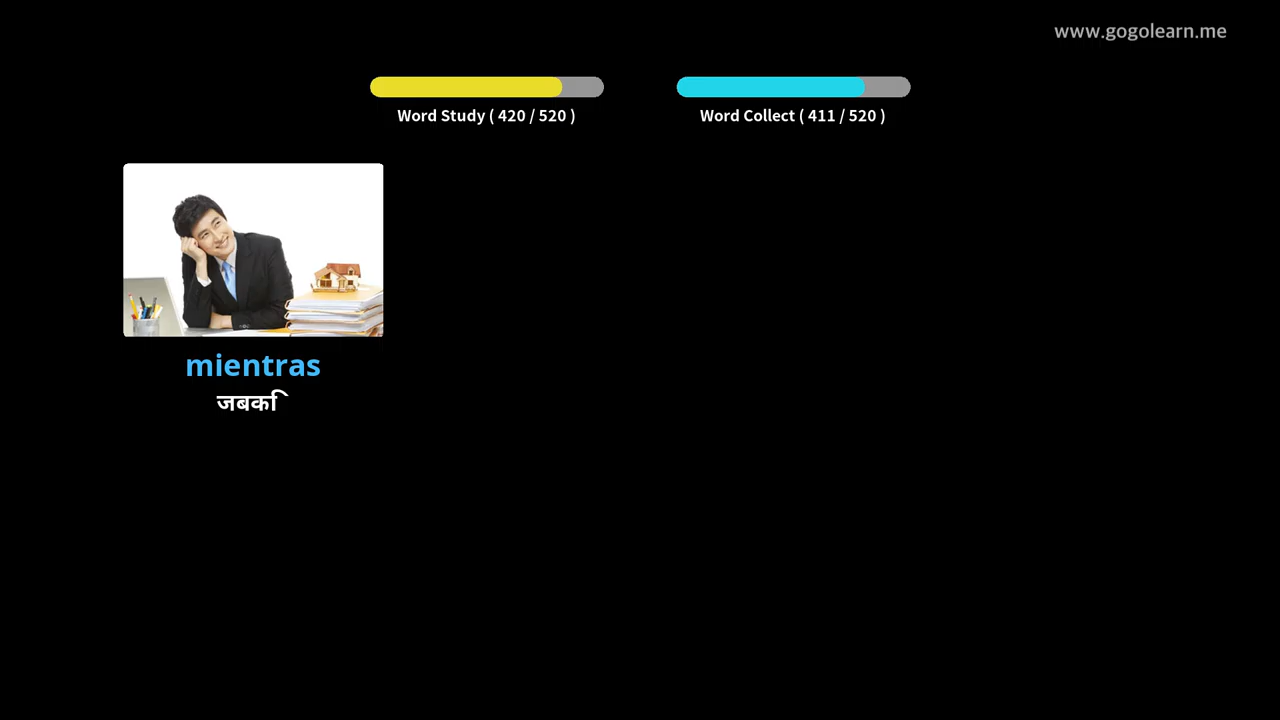 www.gogolearn.me
Word Study ( 420 / 520 )
Word Collect ( 411 / 520 )
mientras
जबकि